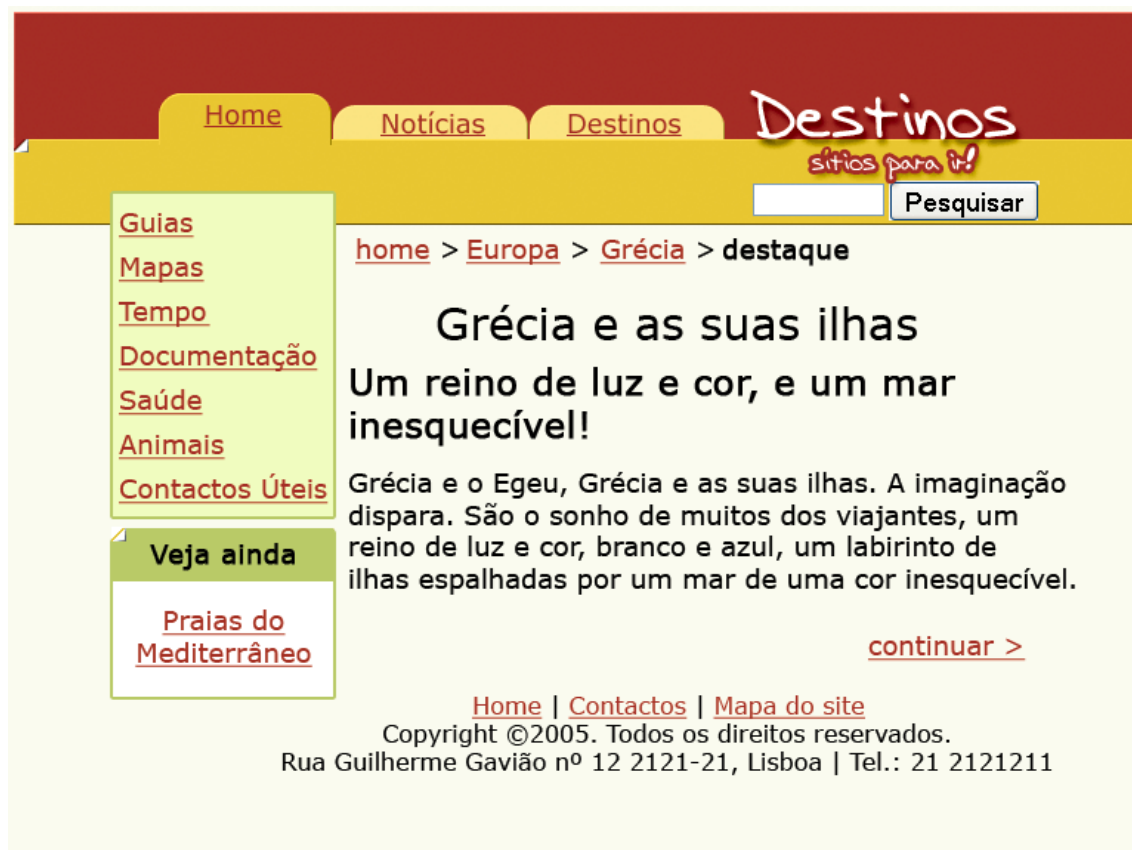 Home
Notícias
Destinos
Destinos
sítios para ir!
Pesquisar
Guias
Mapas
Tempo
Documentação
Saúde
Animais
Contactos Úteis
Veja ainda
Praias do
Mediterrâneo
home > Europa > Grécia > destaque
Grécia e as suas ilhas
Um reino de luz e cor, e um mar
inesquecível!
Grécia e o Egeu, Grécia e as suas ilhas. A imaginação
dispara. São o sonho de muitos dos viajantes, um
reino de luz e cor, branco e azul, um labirinto de
ilhas espalhadas por um mar de uma cor inesquecível.
continuar >
Home | Contactos | Mapa do site
Copyright ©2005. Todos os direitos reservados.
Rua Guilherme Gavião nº 12 2121-21, Lisboa | Tel.: 21 2121211